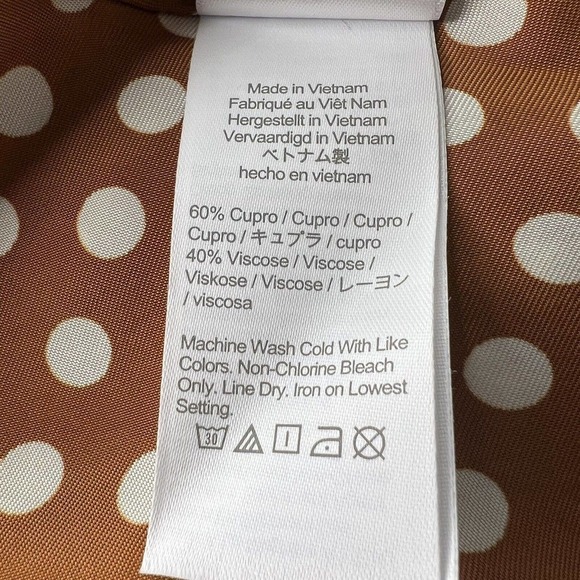 Made in Vietnam
Fabriqué au Viêt Nam
Hergestellt in Vietnam
Vervaardigd in Vietnam
ベトナム製
hecho en vietnam
60% Cupro / Cupro / Cupro /
Cupro / キュプラ / cupro
40% Viscose / Viscose /
Viskose / Viscose / レーヨン
/ viscosa
Machine Wash Cold With Like
Colors. Non-Chlorine Bleach
Only. Line Dry. Iron on Lowest
Setting.
30